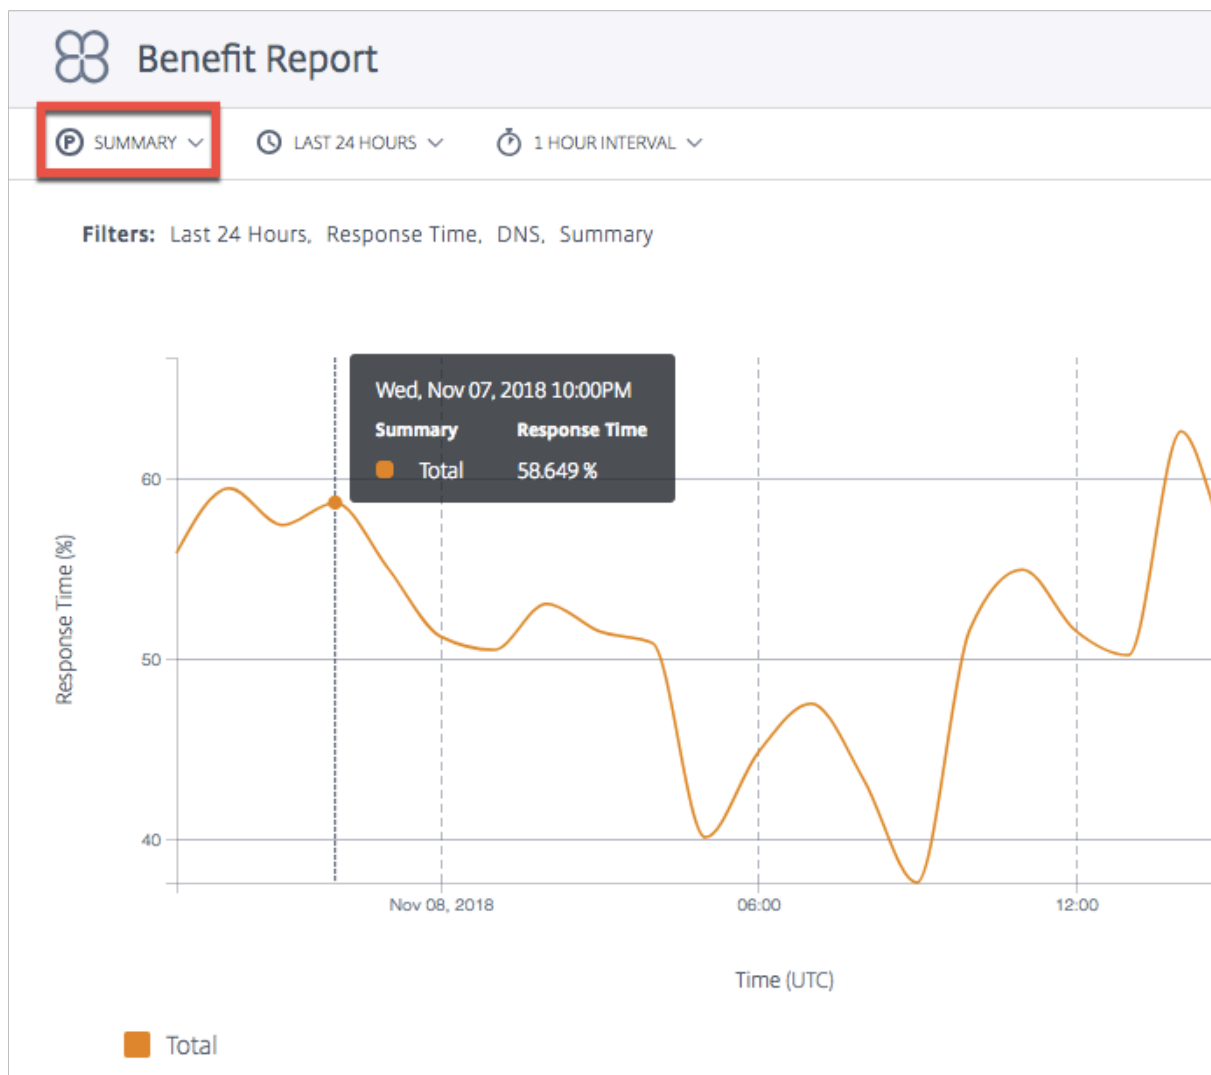 Benefit Report
P SUMMARY LAST 24 HOURS 1 HOUR INTERVAL
Filters: Last 24 Hours, Response Time, DNS, Summary
Wed, Nov 07, 2018 10:00PM
Summary Response Time
Total 58.649 %
60
50
40
Response Time (%)
Nov 08, 2018 06:00 12:00
Time (UTC)
Total